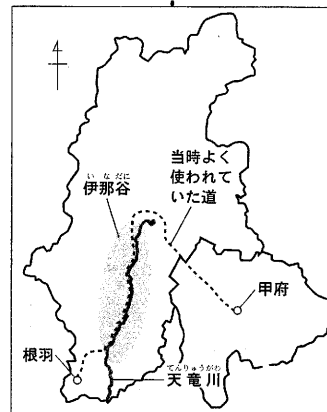 当時よく
使われて
いた道
いなだに
伊那谷
甲府
根羽
てんりゅうがわ
天竜川